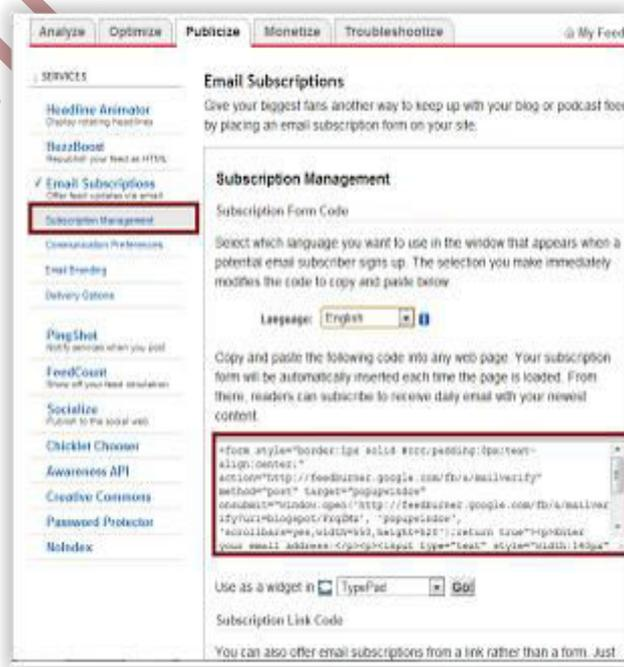 Analyze
Optimize
Publicize
Monetize
Troubleshootize
My Feed
SERVICES
Headline Animator
Display rotating headlines
BuzzBoost
Republish your feed as HTML
Email Subscriptions
Offer feed updates via email
Subscription Management
Communication Preferences
Email Branding
Delivery Options
PingShot
Notify services when you post
FeedCount
Show off your feed circulation
Socialize
Publish to the social web
Chicklet Chooser
Awareness API
Creative Commons
Password Protector
NoIndex
Email Subscriptions
Give your biggest fans another way to keep up with your blog or podcast feed
by placing an email subscription form on your site.
Subscription Management
Subscription Form Code
Select which language you want to use in the window that appears when a
potential email subscriber signs up. The selection you make immediately
modifies the code to copy and paste below
Language: English
Copy and paste the following code into any web page. Your subscription
form will be automatically inserted each time the page is loaded. From
there, readers can subscribe to receive daily email with your newest
content.
<form style="border:1px solid #ccc;padding:3px;text-
align:center;"
action="http://feedburner.google.com/fb/a/mailverify"
method="post" target="popupwindow"
onsubmit="window.open('http://feedburner.google.com/fb/a/mailver
'popupwindow',
'scrollbars=yes,width=550,height=520');return true"><p>Enter
your email address:</p><p><input type="text" style="width:140px"
Use as a widget in TypePad Go!
Subscription Link Code
You can also offer email subscriptions from a link rather than a form. Just